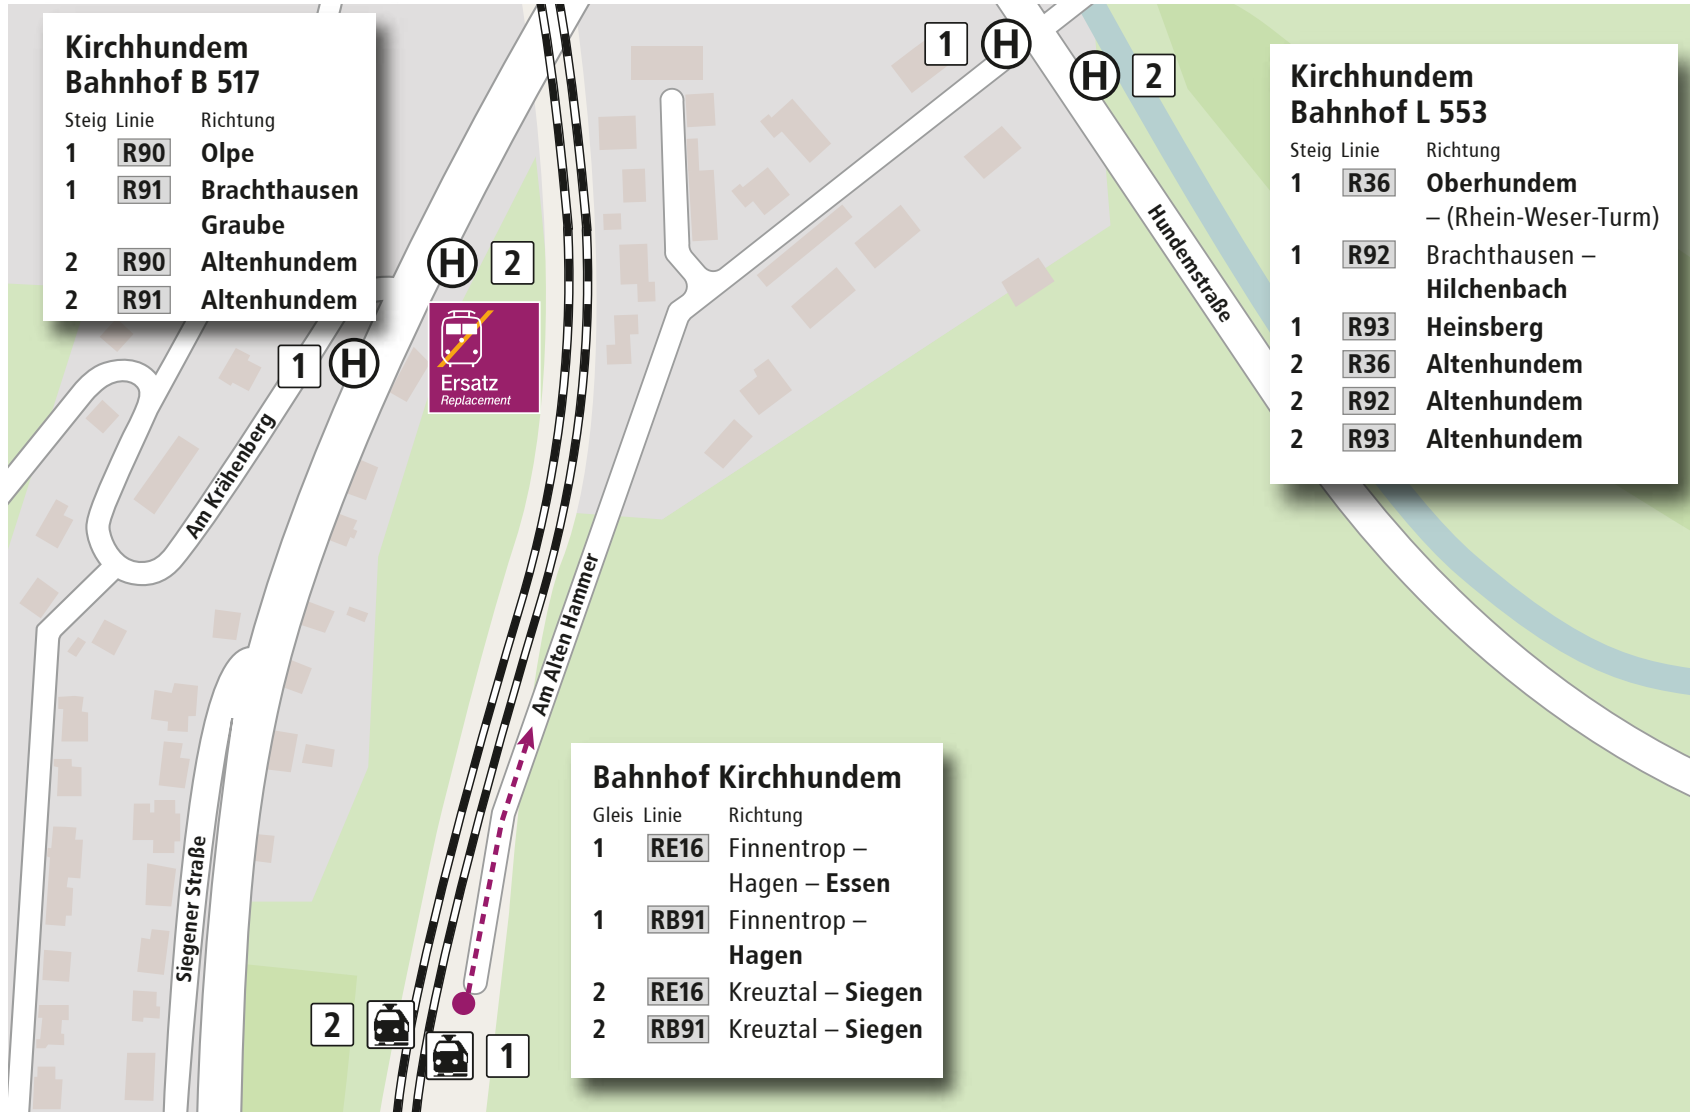 Kirchhundem
Bahnhof B 517
Steig Linie Richtung
1 R90 Olpe
1 R91 Brachthausen
Graube
2 R90 Altenhundem
2 R91 Altenhundem
1 H
H 2
Kirchhundem
Bahnhof L 553
Steig Linie Richtung
1 R36 Oberhundem
– (Rhein-Weser-Turm)
1 R92 Brachthausen –
Hilchenbach
1 R93 Heinsberg
2 R36 Altenhundem
2 R92 Altenhundem
2 R93 Altenhundem
Hundemstraße
H 2
Ersatz
Replacement
1 H
Am Krähenberg
Am Alten Hammer
Siegener Straße
Bahnhof Kirchhundem
Gleis Linie Richtung
1 RE16 Finnentrop –
Hagen – Essen
1 RB91 Finnentrop –
Hagen
2 RE16 Kreuztal – Siegen
2 RB91 Kreuztal – Siegen
2
1